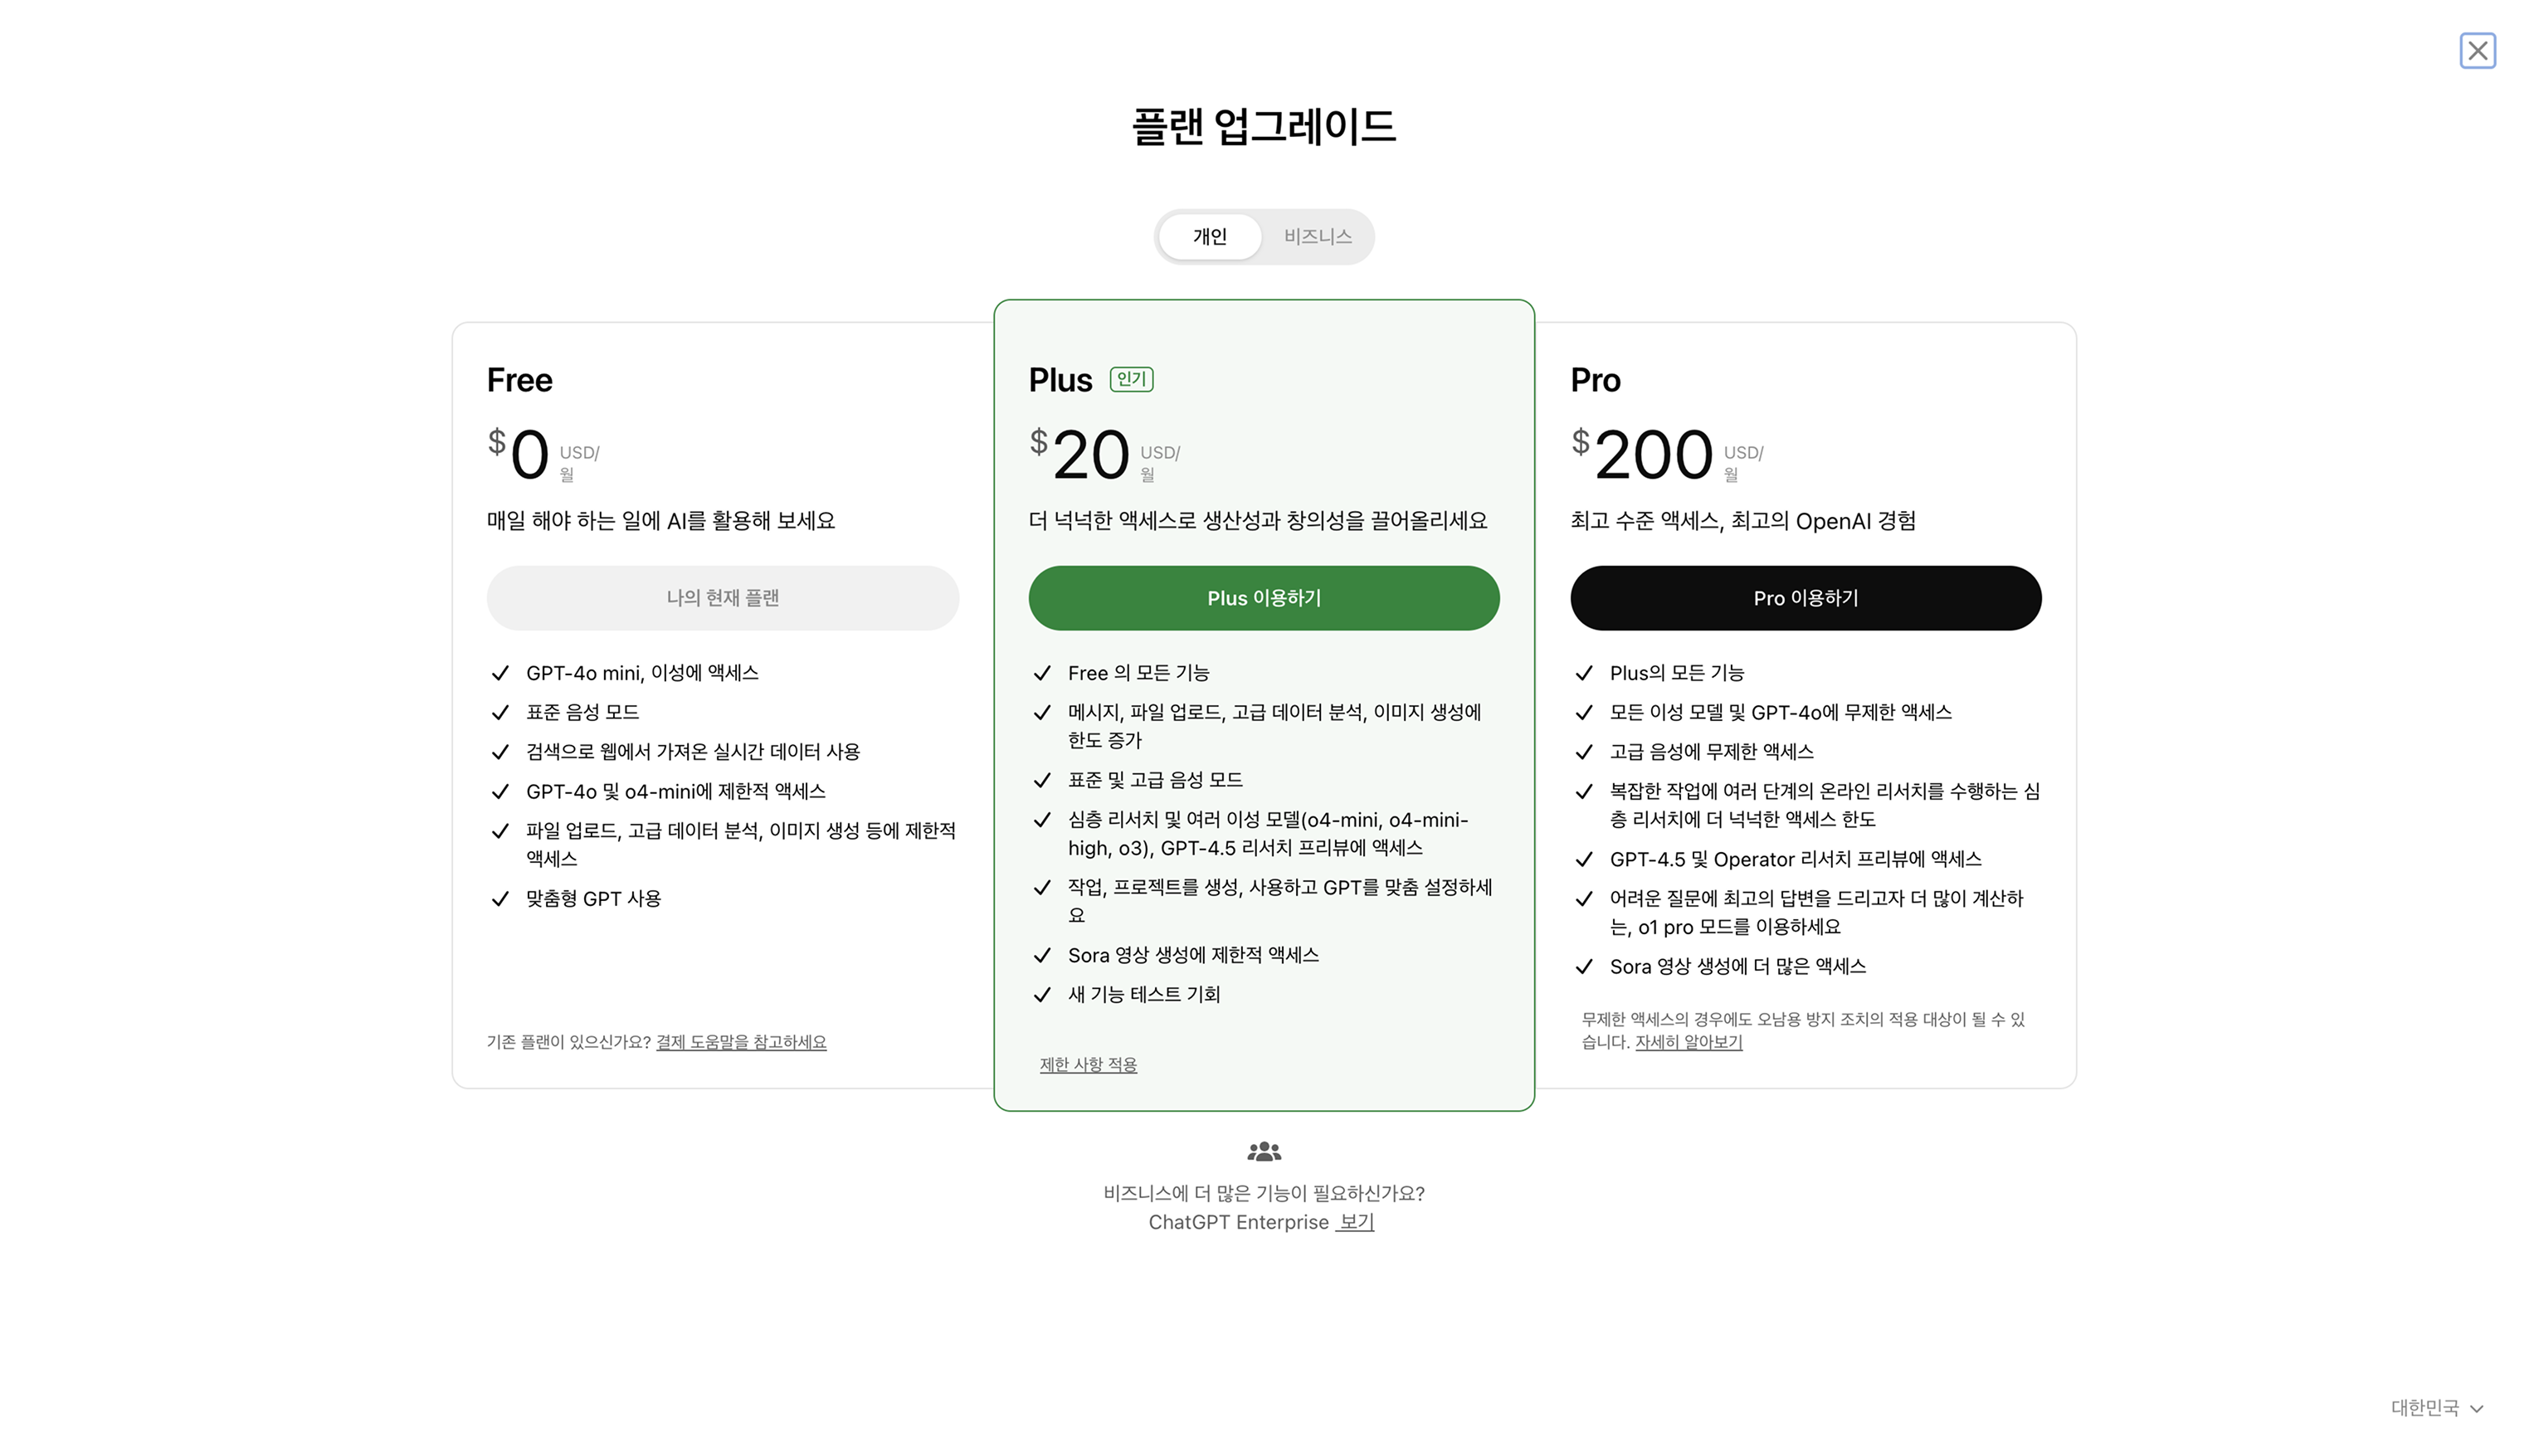 플랜 업그레이드
개인
비즈니스
Free
$0 USD/
월
매일 해야 하는 일에 AI를 활용해 보세요
나의 현재 플랜
GPT-4o mini, 이성에 액세스
표준 음성 모드
검색으로 웹에서 가져온 실시간 데이터 사용
GPT-4o 및 o4-mini에 제한적 액세스
파일 업로드, 고급 데이터 분석, 이미지 생성 등에 제한적
액세스
맞춤형 GPT 사용
기존 플랜이 있으신가요? 결제 도움말을 참고하세요
Plus 인기
$20 USD/
월
더 넉넉한 액세스로 생산성과 창의성을 끌어올리세요
Plus 이용하기
Free 의 모든 기능
메시지, 파일 업로드, 고급 데이터 분석, 이미지 생성에
한도 증가
표준 및 고급 음성 모드
심층 리서치 및 여러 이성 모델(o4-mini, o4-mini-
high, o3), GPT-4.5 리서치 프리뷰에 액세스
작업, 프로젝트를 생성, 사용하고 GPT를 맞춤 설정하세
요
Sora 영상 생성에 제한적 액세스
새 기능 테스트 기회
제한 사항 적용
Pro
$200 USD/
월
최고 수준 액세스, 최고의 OpenAI 경험
Pro 이용하기
Plus의 모든 기능
모든 이성 모델 및 GPT-4o에 무제한 액세스
고급 음성에 무제한 액세스
복잡한 작업에 여러 단계의 온라인 리서치를 수행하는 심
층 리서치에 더 넉넉한 액세스 한도
GPT-4.5 및 Operator 리서치 프리뷰에 액세스
어려운 질문에 최고의 답변을 드리고자 더 많이 계산하
는, o1 pro 모드를 이용하세요
Sora 영상 생성에 더 많은 액세스
무제한 액세스의 경우에도 오남용 방지 조치의 적용 대상이 될 수 있
습니다. 자세히 알아보기
비즈니스에 더 많은 기능이 필요하신가요?
ChatGPT Enterprise 보기
대한민국